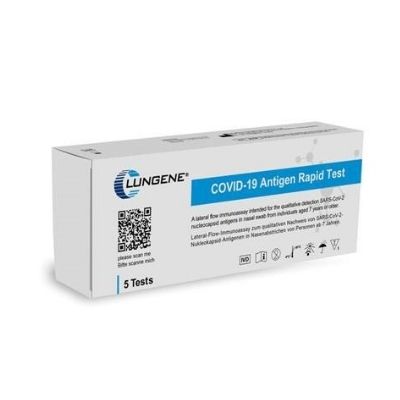 CLUNGENE®
COVID-19 Antigen Rapid Test
A lateral flow immunoassay intended for the qualitative detection SARS-CoV-2
nucleocapsid antigens in nasal swab from individuals aged 7 years or older.
Lateral-Flow-Immunoassay zum qualitativen Nachweis von SARS-CoV-2-
Nukleokapsid-Antigenen in Nasenabstrichen von Personen ab 7 Jahren.
please scan me
Bitte scanne mich
5 Tests
IVD